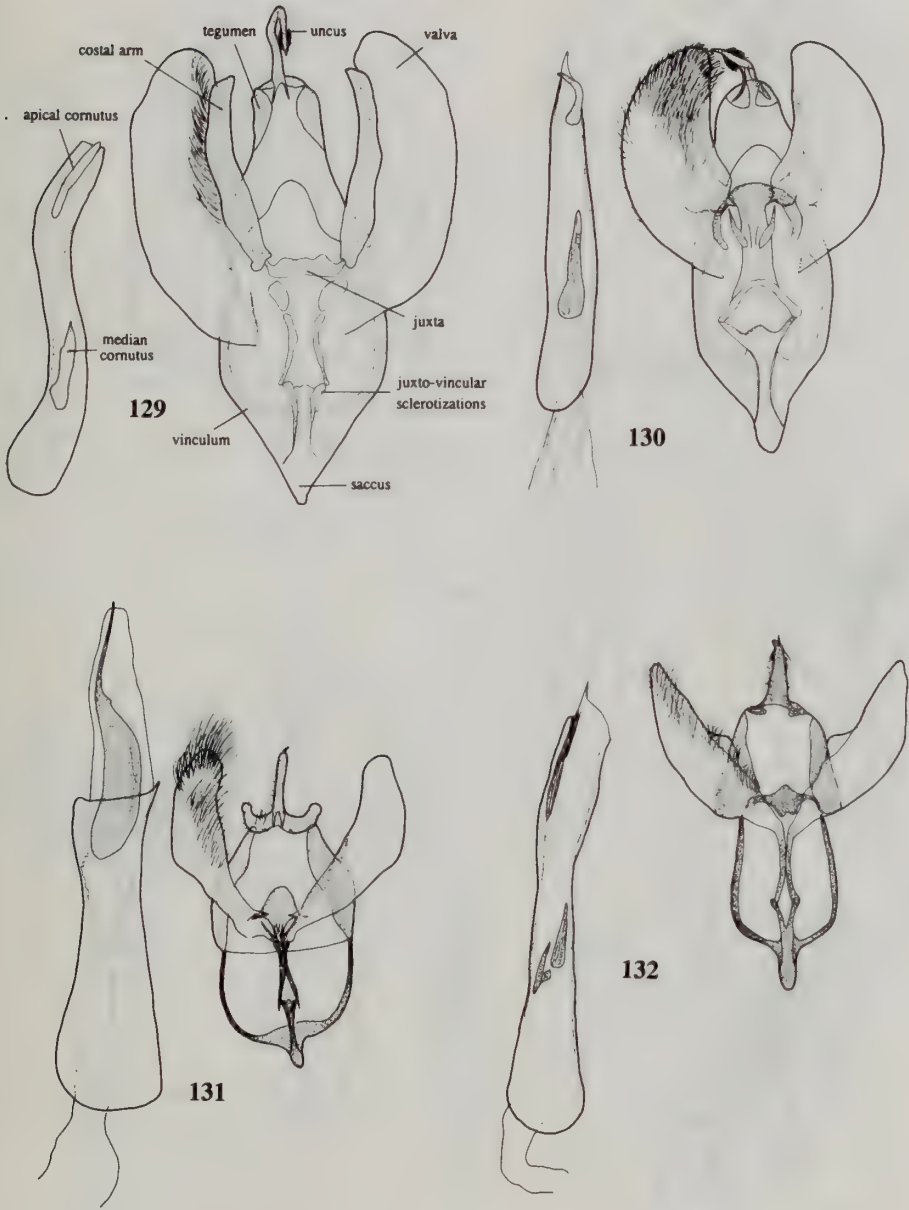 tegumen
uncus
costal arm
valva
apical cornutus
juxta
median
cornutus
juxto-vincular
sclerotizations
129
vinculum
130
saccus
131
132